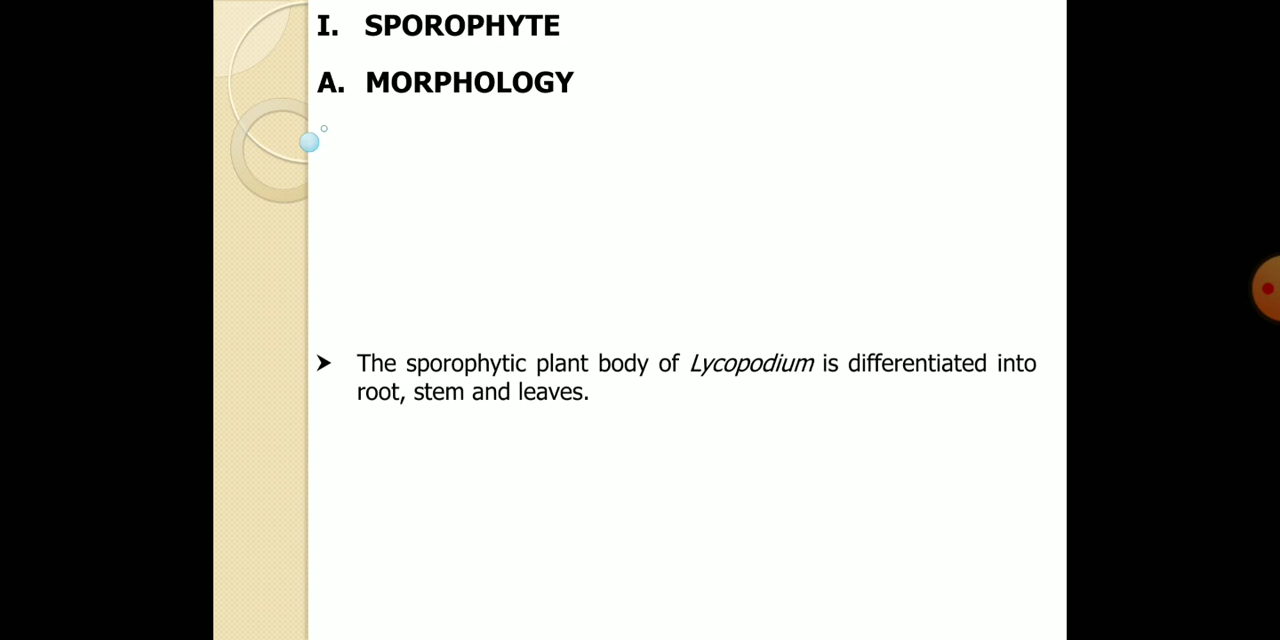 I. SPOROPHYTE
A. MORPHOLOGY
➤ The sporophytic plant body of Lycopodium is differentiated into
root, stem and leaves.